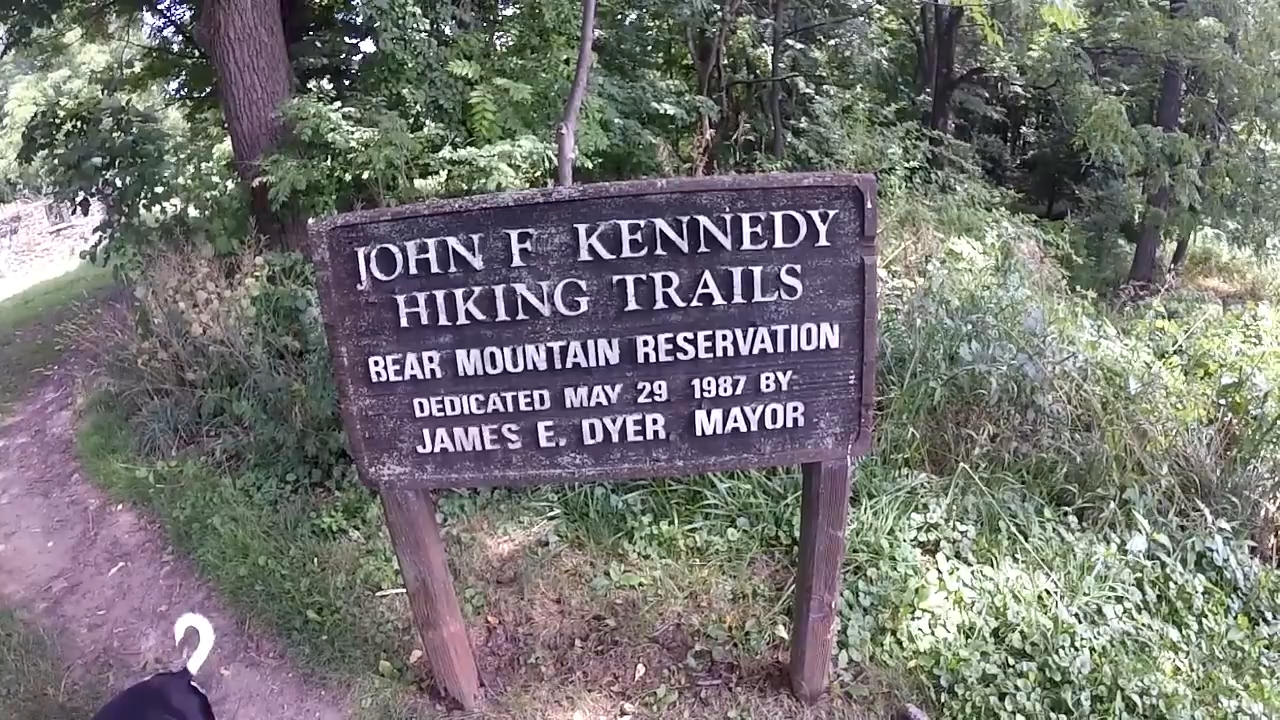 JOHN F KENNEDY
HIKING TRAILS
BEAR MOUNTAIN RESERVATION
DEDICATED MAY 29 1987 BY
JAMES E. DYER, MAYOR